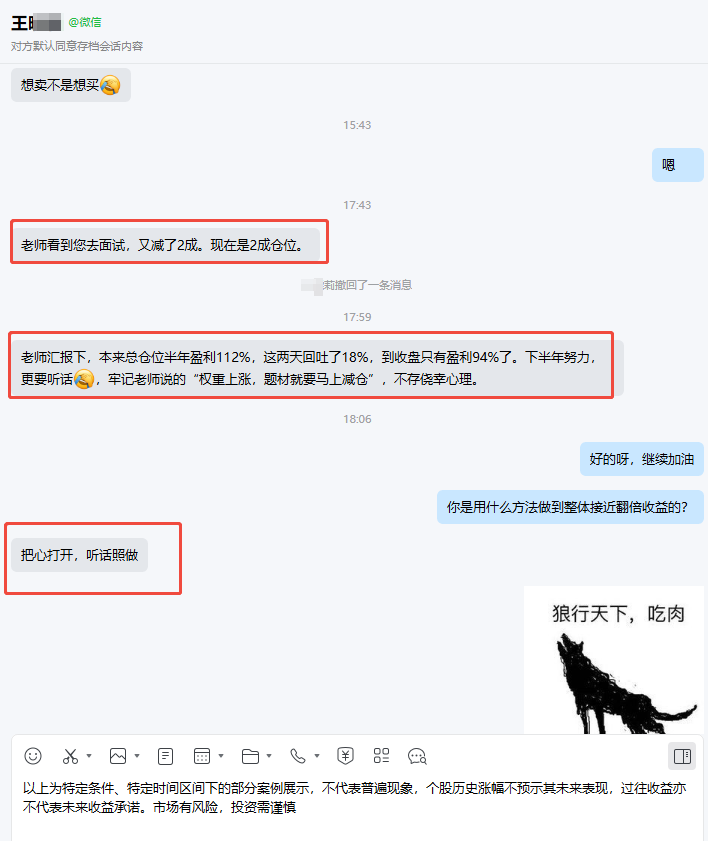 王
@微信
对方默认同意存档会话内容
想卖不是想买
15:43
嗯
17:43
老师看到您去面试，又减了2成。现在是2成仓位。
莉撤回了一条消息
17:59
老师汇报下，本来总仓位半年盈利112%，这两天回吐了18%，到收盘只有盈利94%了。下半年努力，
更要听话，牢记老师说的“权重上涨，题材就要马上减仓”，不存侥幸心理。
18:06
好的呀，继续加油
你是用什么方法做到整体接近翻倍收益的？
把心打开，听话照做
狼行天下，吃肉
以上为特定条件、特定时间区间下的部分案例展示，不代表普遍现象，个股历史涨幅不预示其未来表现，过往收益亦
不代表未来收益承诺。市场有风险，投资需谨慎